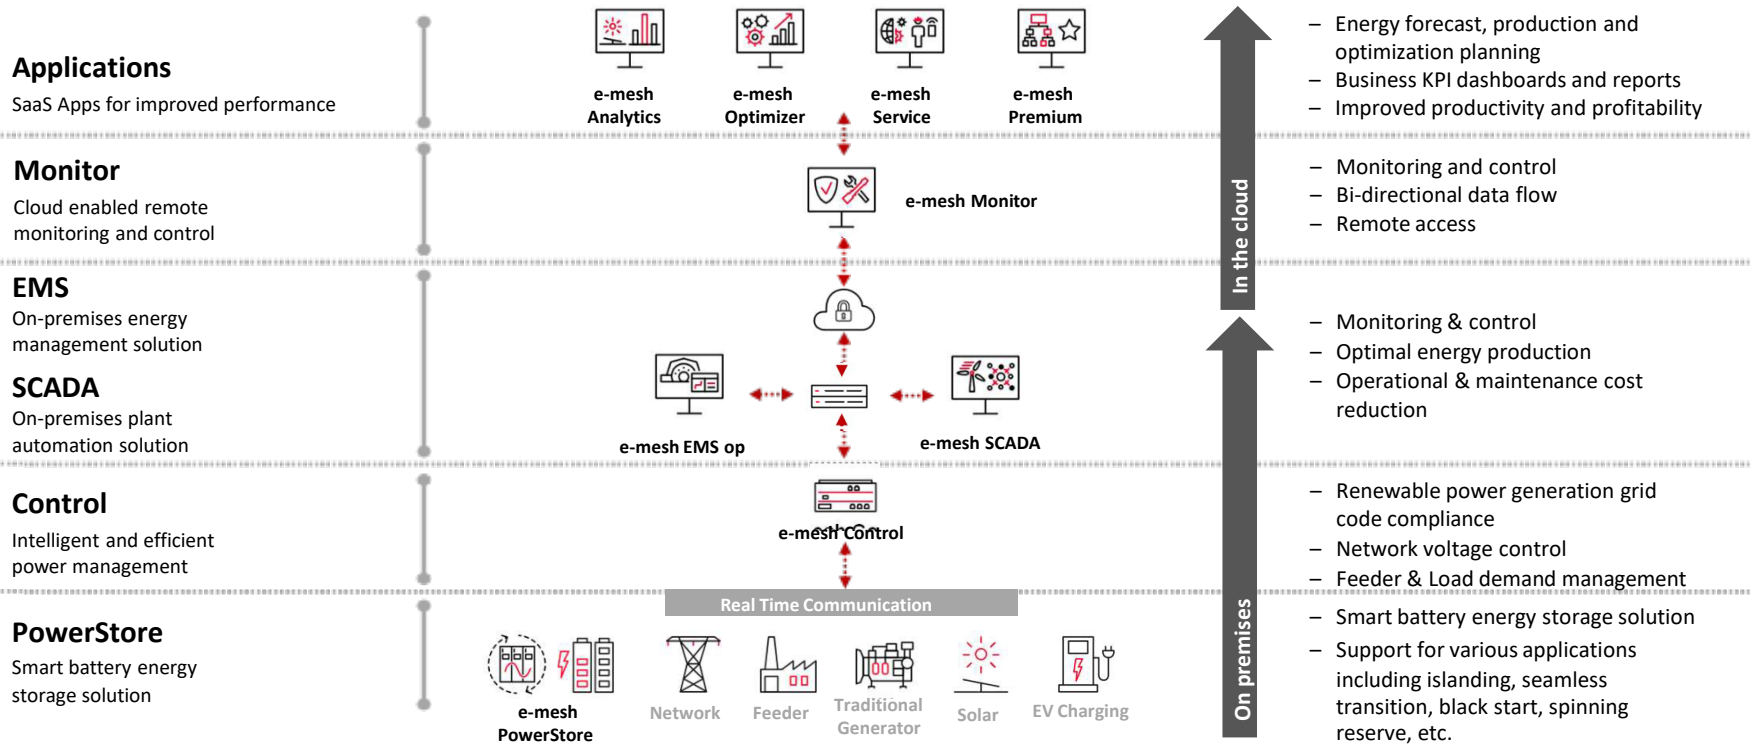 Applications
SaaS Apps for improved performance
e-mesh
Analytics
e-mesh
Optimizer
e-mesh
Service
e-mesh
Premium
– Energy forecast, production and
optimization planning
– Business KPI dashboards and reports
– Improved productivity and profitability
Monitor
Cloud enabled remote
monitoring and control
e-mesh Monitor
In the cloud
– Monitoring and control
– Bi-directional data flow
– Remote access
EMS
On-premises energy
management solution
SCADA
On-premises plant
automation solution
e-mesh EMS op
e-mesh SCADA
– Monitoring & control
– Optimal energy production
– Operational & maintenance cost
reduction
Control
Intelligent and efficient
power management
e-mesh Control
– Renewable power generation grid
code compliance
– Network voltage control
– Feeder & Load demand management
Real Time Communication
PowerStore
Smart battery energy
storage solution
e-mesh
PowerStore
Network
Feeder
Traditional
Generator
Solar
EV Charging
On premises
– Smart battery energy storage solution
– Support for various applications
including islanding, seamless
transition, black start, spinning
reserve, etc.